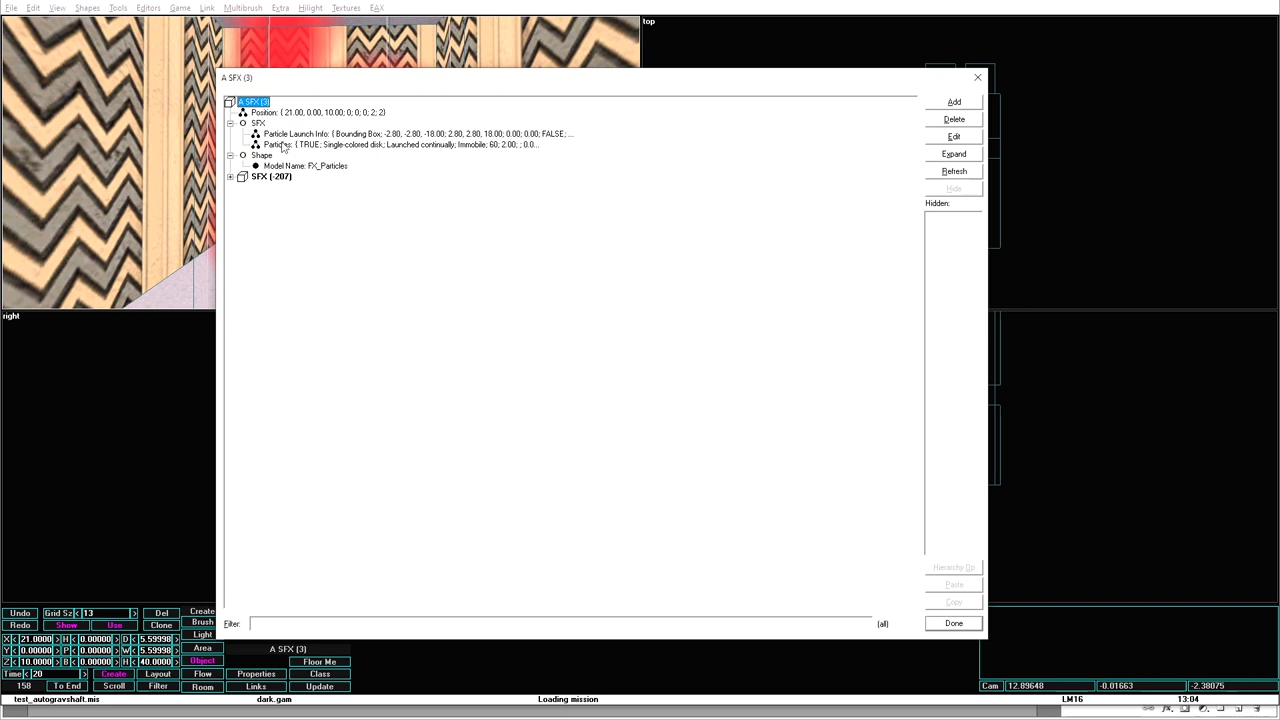 File Edit View Shapes Tools Editors Game Link Multibrush Extra Hilight Textures EAX
top
A SFX (3)
A SFX (3)
Position: { 21.00, 0.00, 10.00; 0; 0; 0; 2; 2}
SFX
Particle Launch Info: { Bounding Box; -2.80, -2.80, -18.00; 2.80, 2.80, 18.00; 0.00; 0.00; FALSE; ...
Particles: { TRUE; Single-colored disk; Launched continually; Immobile; 60; 2.00; ; 0.0...
Shape
Model Name: FX_Particles
SFX (-207)
Add
Delete
Edit
Expand
Refresh
Hide
Hidden:
right
Hierarchy Up
Paste
Copy
Filter:
(all)
Done
Undo Grid Sz < 13 > Del Create
Redo Show Use Clone Brush
X < 21.0000 > H < 0.00000 > D < 5.59998 > Light
Y < 0.00000 > P < 0.00000 > W < 5.59998 > Area A SFX (3)
Z < 10.0000 > B < 0.00000 > H < 40.0000 > Object Floor Me
Time < 20 > Create Layout Flow Properties Class
158 To End Scroll Filter Room Links Update
Cam 12.89648 -0.01663 -2.38075
test_autogravshaft.mis dark.gam Loading mission LM16 13:04